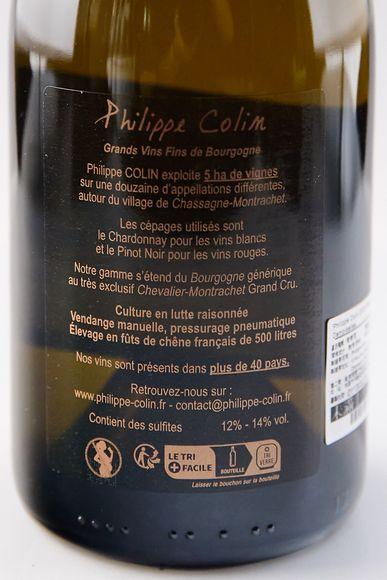 Philippe Colin
Grands Vins Fins de Bourgogne
Philippe COLIN exploite 5 ha de vignes
sur une douzaine d'appellations différentes,
autour du village de Chassagne-Montrachet.
Les cépages utilisés sont
le Chardonnay pour les vins blancs
et le Pinot Noir pour les vins rouges.
Notre gamme s'étend du Bourgogne générique
au très exclusif Chevalier-Montrachet Grand Cru.
Culture en lutte raisonnée
Vendange manuelle, pressurage pneumatique
Élevage en fûts de chêne français de 500 litres
Nos vins sont présents dans plus de 40 pays.
Retrouvez-nous sur :
www.philippe-colin.fr - contact@philippe-colin.fr
Contient des sulfites 12% - 14% vol.
LE TRI
+ FACILE
BOUTEILLE
TRI
VERRE
Laisser le bouchon sur la bouteille